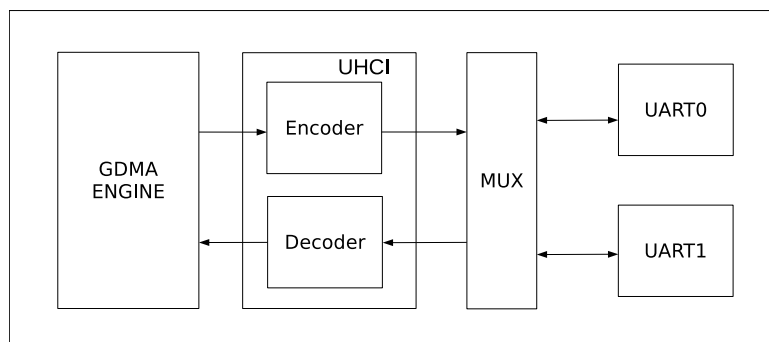 UHCI
GDMA
ENGINE
Encoder
Decoder
MUX
UART0
UART1